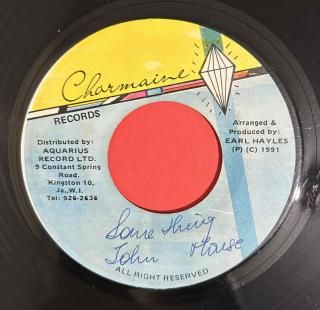 Charmaine
RECORDS
Distributed by:
AQUARIUS
RECORD LTD.
9 Constant Spring
Road.
Kingston 10,
Ja.,W.I.
Tel: 926-2636
Arranged &
Produced by:
EARL HAYLES
(P) (C) 1991
Some thing
John
ALL RIGHT RESERVED